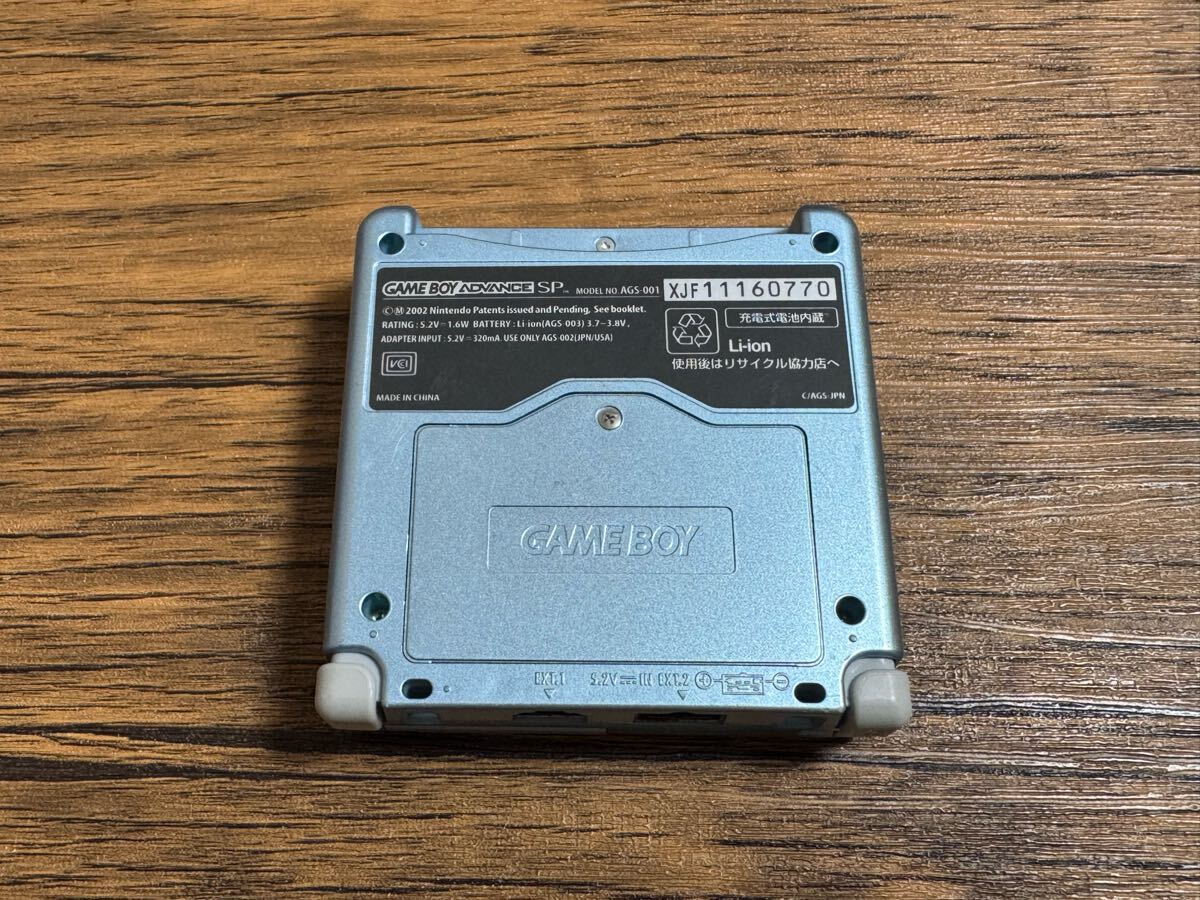 GAME BOY ADVANCE SP™ MODEL NO. AGS-001 XJF11160770
©Ⓜ 2002 Nintendo Patents issued and Pending, See booklet.
RATING : 5.2V⎓1.6W BATTERY : Li-ion(AGS-003) 3.7-3.8V,
ADAPTER INPUT : 5.2V⎓320mA. USE ONLY AGS-002(JPN/USA)
VCI
MADE IN CHINA
充電式電池内蔵
Li-ion
使用後はリサイクル協力店へ
C/AGS-JPN
GAME BOY
EXT.1 5.2V⎓IN EXT.2